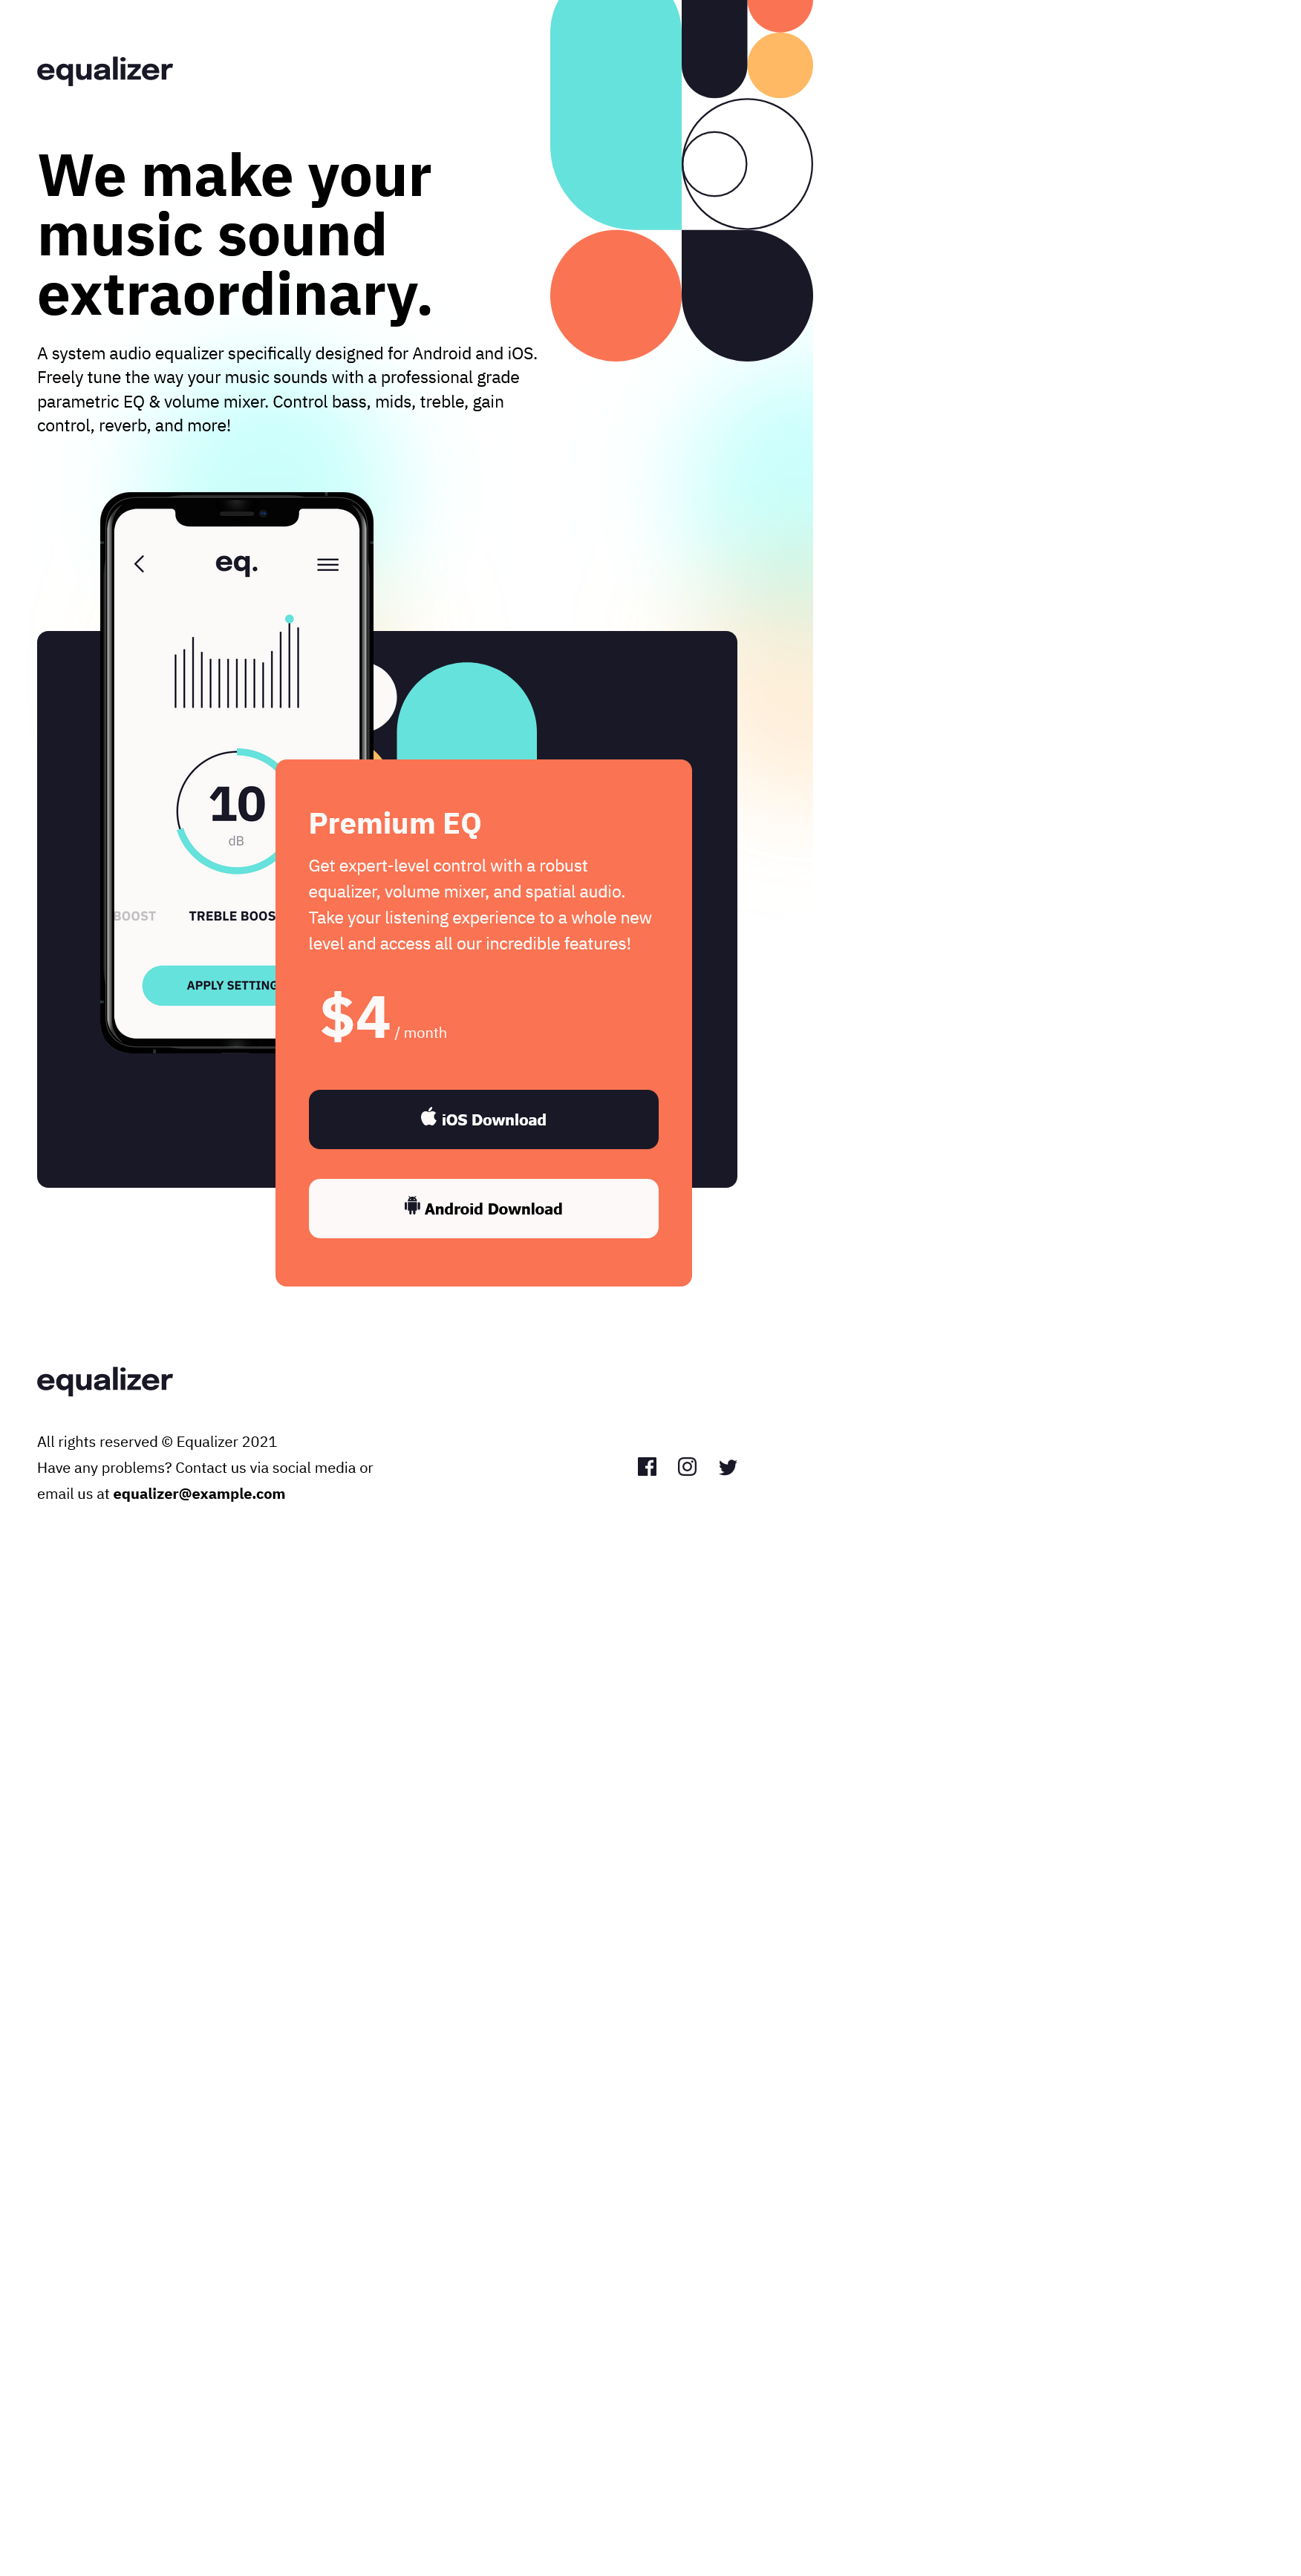 equalizer
We make your
music sound
extraordinary.
A system audio equalizer specifically designed for Android and iOS.
Freely tune the way your music sounds with a professional grade
parametric EQ & volume mixer. Control bass, mids, treble, gain
control, reverb, and more!
eq.
10
dB
BOOST TREBLE BOOS
APPLY SETTING
Premium EQ
Get expert-level control with a robust
equalizer, volume mixer, and spatial audio.
Take your listening experience to a whole new
level and access all our incredible features!
$4 / month
iOS Download
Android Download
equalizer
All rights reserved © Equalizer 2021
Have any problems? Contact us via social media or
email us at equalizer@example.com